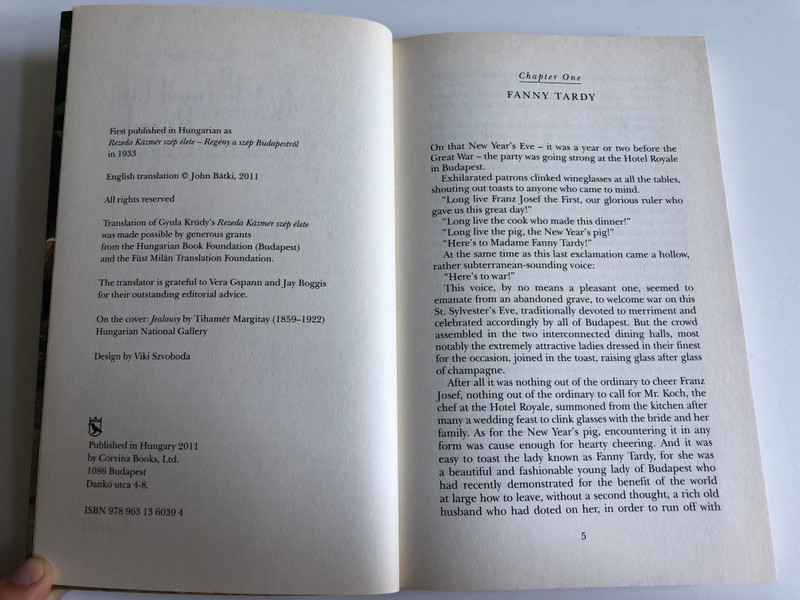 First published in Hungarian as
Rezeda Kázmér szép élete – Regény a szép Budapestről
in 1933
English translation © John Bátki, 2011
All rights reserved
Translation of Gyula Krúdy's Rezeda Kázmér szép élete
was made possible by generous grants
from the Hungarian Book Foundation (Budapest)
and the Füst Milán Translation Foundation.
The translator is grateful to Vera Gspann and Jay Boggis
for their outstanding editorial advice.
On the cover: Jealousy by Tihamér Margitay (1859–1922)
Hungarian National Gallery
Design by Viki Szvoboda
Published in Hungary 2011
by Corvina Books, Ltd.
1086 Budapest
Dankó utca 4-8.
ISBN 978 963 13 6039 4
Chapter One
FANNY TARDY
On that New Year's Eve – it was a year or two before the
Great War – the party was going strong at the Hotel Royale
in Budapest.
Exhilarated patrons clinked wineglasses at all the tables,
shouting out toasts to anyone who came to mind.
"Long live Franz Josef the First, our glorious ruler who
gave us this great day!"
"Long live the cook who made this dinner!"
"Long live the pig, the New Year's pig!"
"Here's to Madame Fanny Tardy!"
At the same time as this last exclamation came a hollow,
rather subterranean-sounding voice:
"Here's to war!"
This voice, by no means a pleasant one, seemed to
emanate from an abandoned grave, to welcome war on this
St. Sylvester's Eve, traditionally devoted to merriment and
celebrated accordingly by all of Budapest. But the crowd
assembled in the two interconnected dining halls, most
notably the extremely attractive ladies dressed in their finest
for the occasion, joined in the toast, raising glass after glass
of champagne.
After all it was nothing out of the ordinary to cheer Franz
Josef, nothing out of the ordinary to call for Mr. Koch, the
chef at the Hotel Royale, summoned from the kitchen after
many a wedding feast to clink glasses with the bride and her
family. As for the New Year's pig, encountering it in any
form was cause enough for hearty cheering. And it was
easy to toast the lady known as Fanny Tardy, for she was
a beautiful and fashionable young lady of Budapest who
had recently demonstrated for the benefit of the world
at large how to leave, without a second thought, a rich old
husband who had doted on her, in order to run off with
5